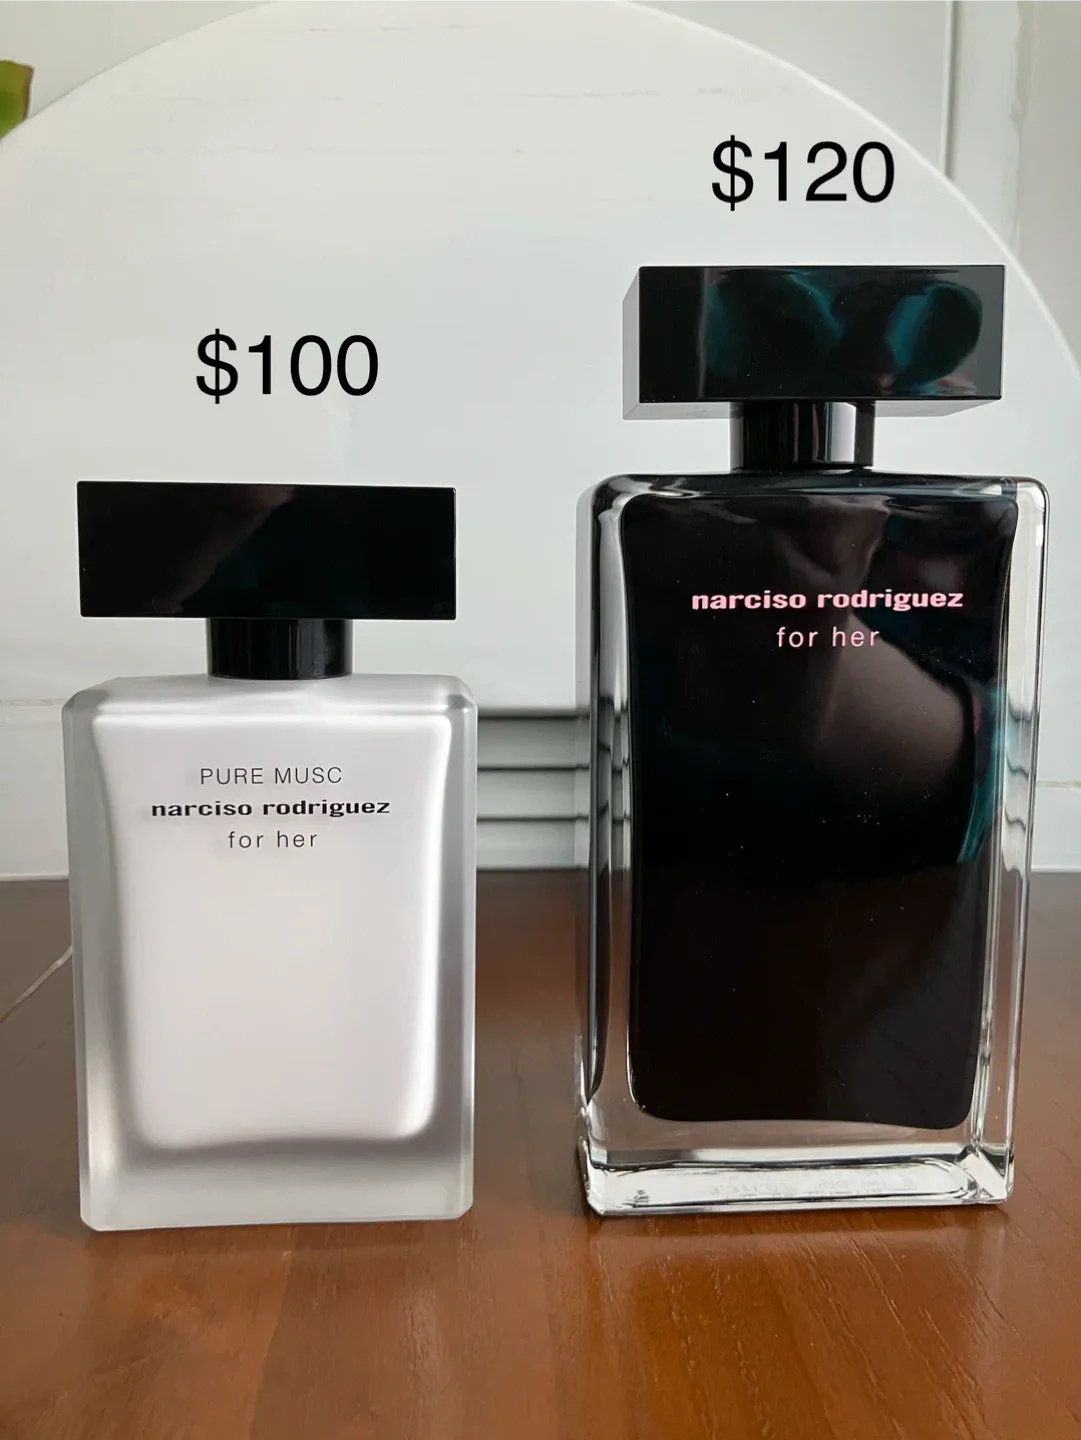 $120
$100
PURE MUSC
narciso rodriguez
for her
narciso rodriguez
for her